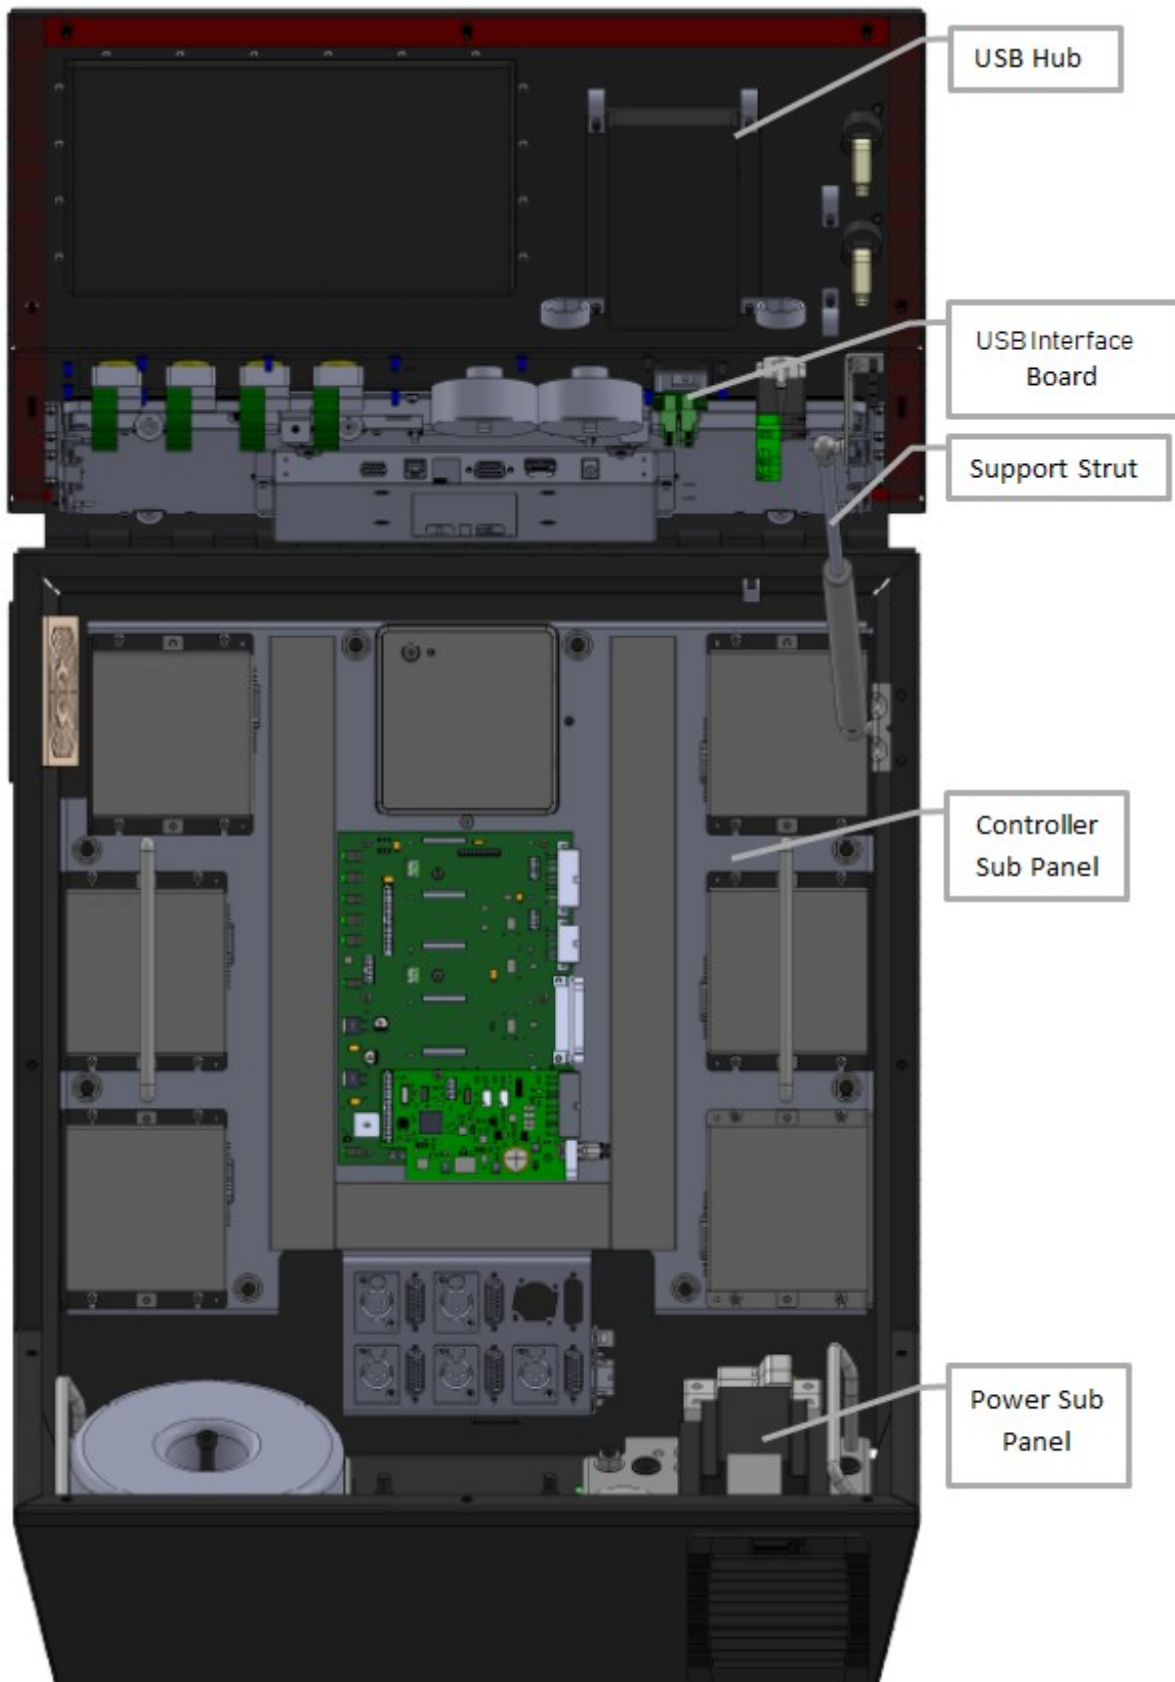 USB Hub
USB Interface
Board
Support Strut
Controller
Sub Panel
Power Sub
Panel